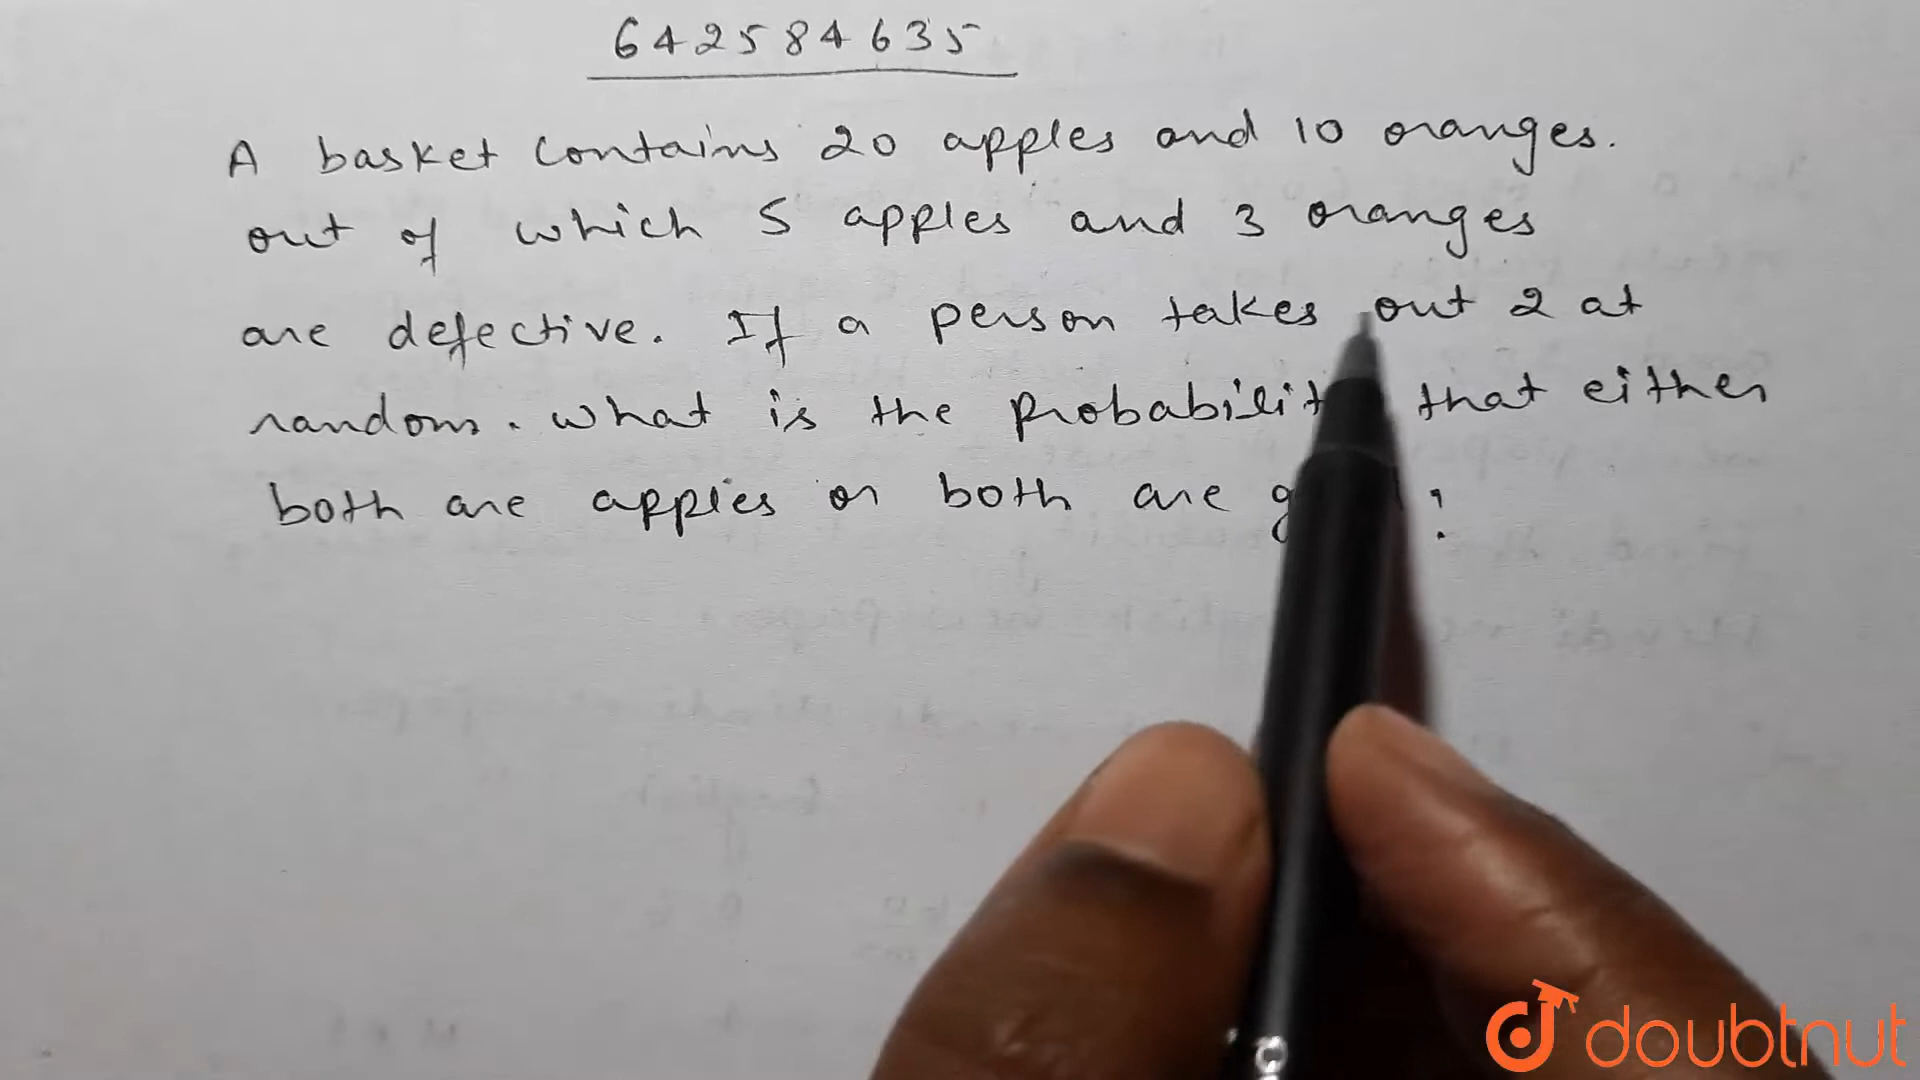 642584635
A basket contains 20 apples and 10 oranges.
out of which 5 apples and 3 oranges
are defective. If a person takes out 2 at
random. what is the that either
both are apples or both are ?
doubtnut